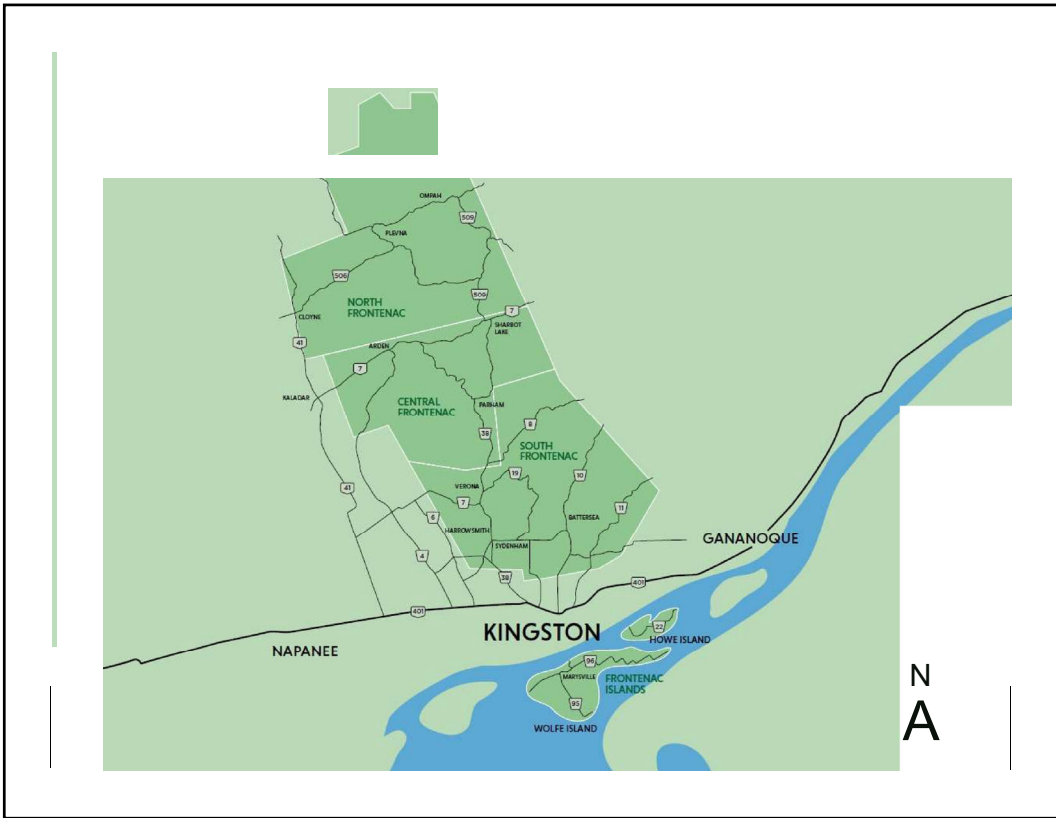 OMPAH
509
PLEVNA
506
509
NORTH
FRONTENAC
7
CLOYNE
SHARBOT
LAKE
41
ARDEN
7
KALADAR
CENTRAL
FRONTENAC
PARHAM
8
38
SOUTH
FRONTENAC
19
10
VERONA
41
7
11
6
BATTERSEA
HARROWSMITH
GANANOQUE
SYDENHAM
4
38
401
401
KINGSTON
22
HOWE ISLAND
NAPANEE
96
MARYSVILLE
FRONTENAC
ISLANDS
N
A
95
WOLFE ISLAND